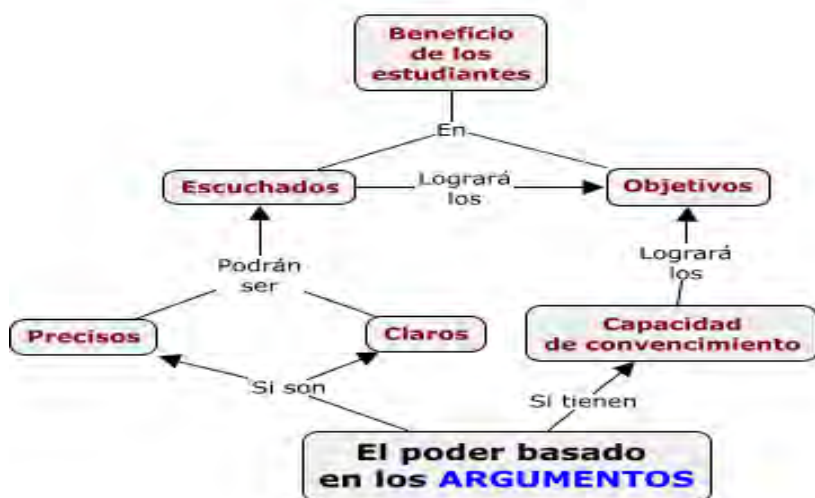 Beneficio
de los
estudiantes
En
Escuchados
Logrará
los
Objetivos
Podrán
ser
Logrará
los
Precisos
Claros
Capacidad
de convencimiento
Si son
Si tienen
El poder basado
en los ARGUMENTOS